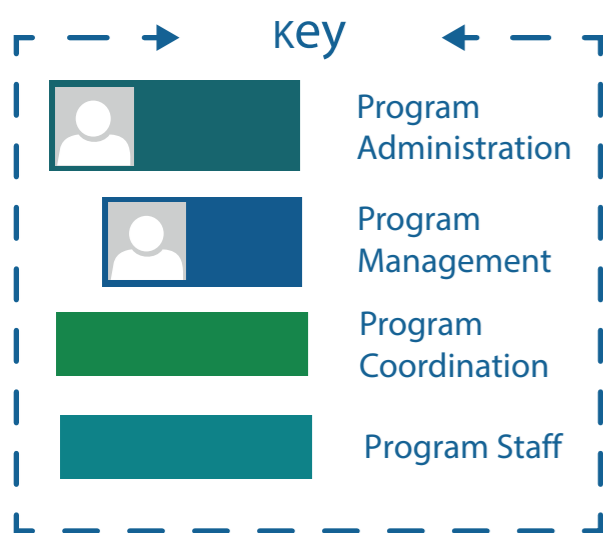 Key
Program
Administration
Program
Management
Program
Coordination
Program Staff